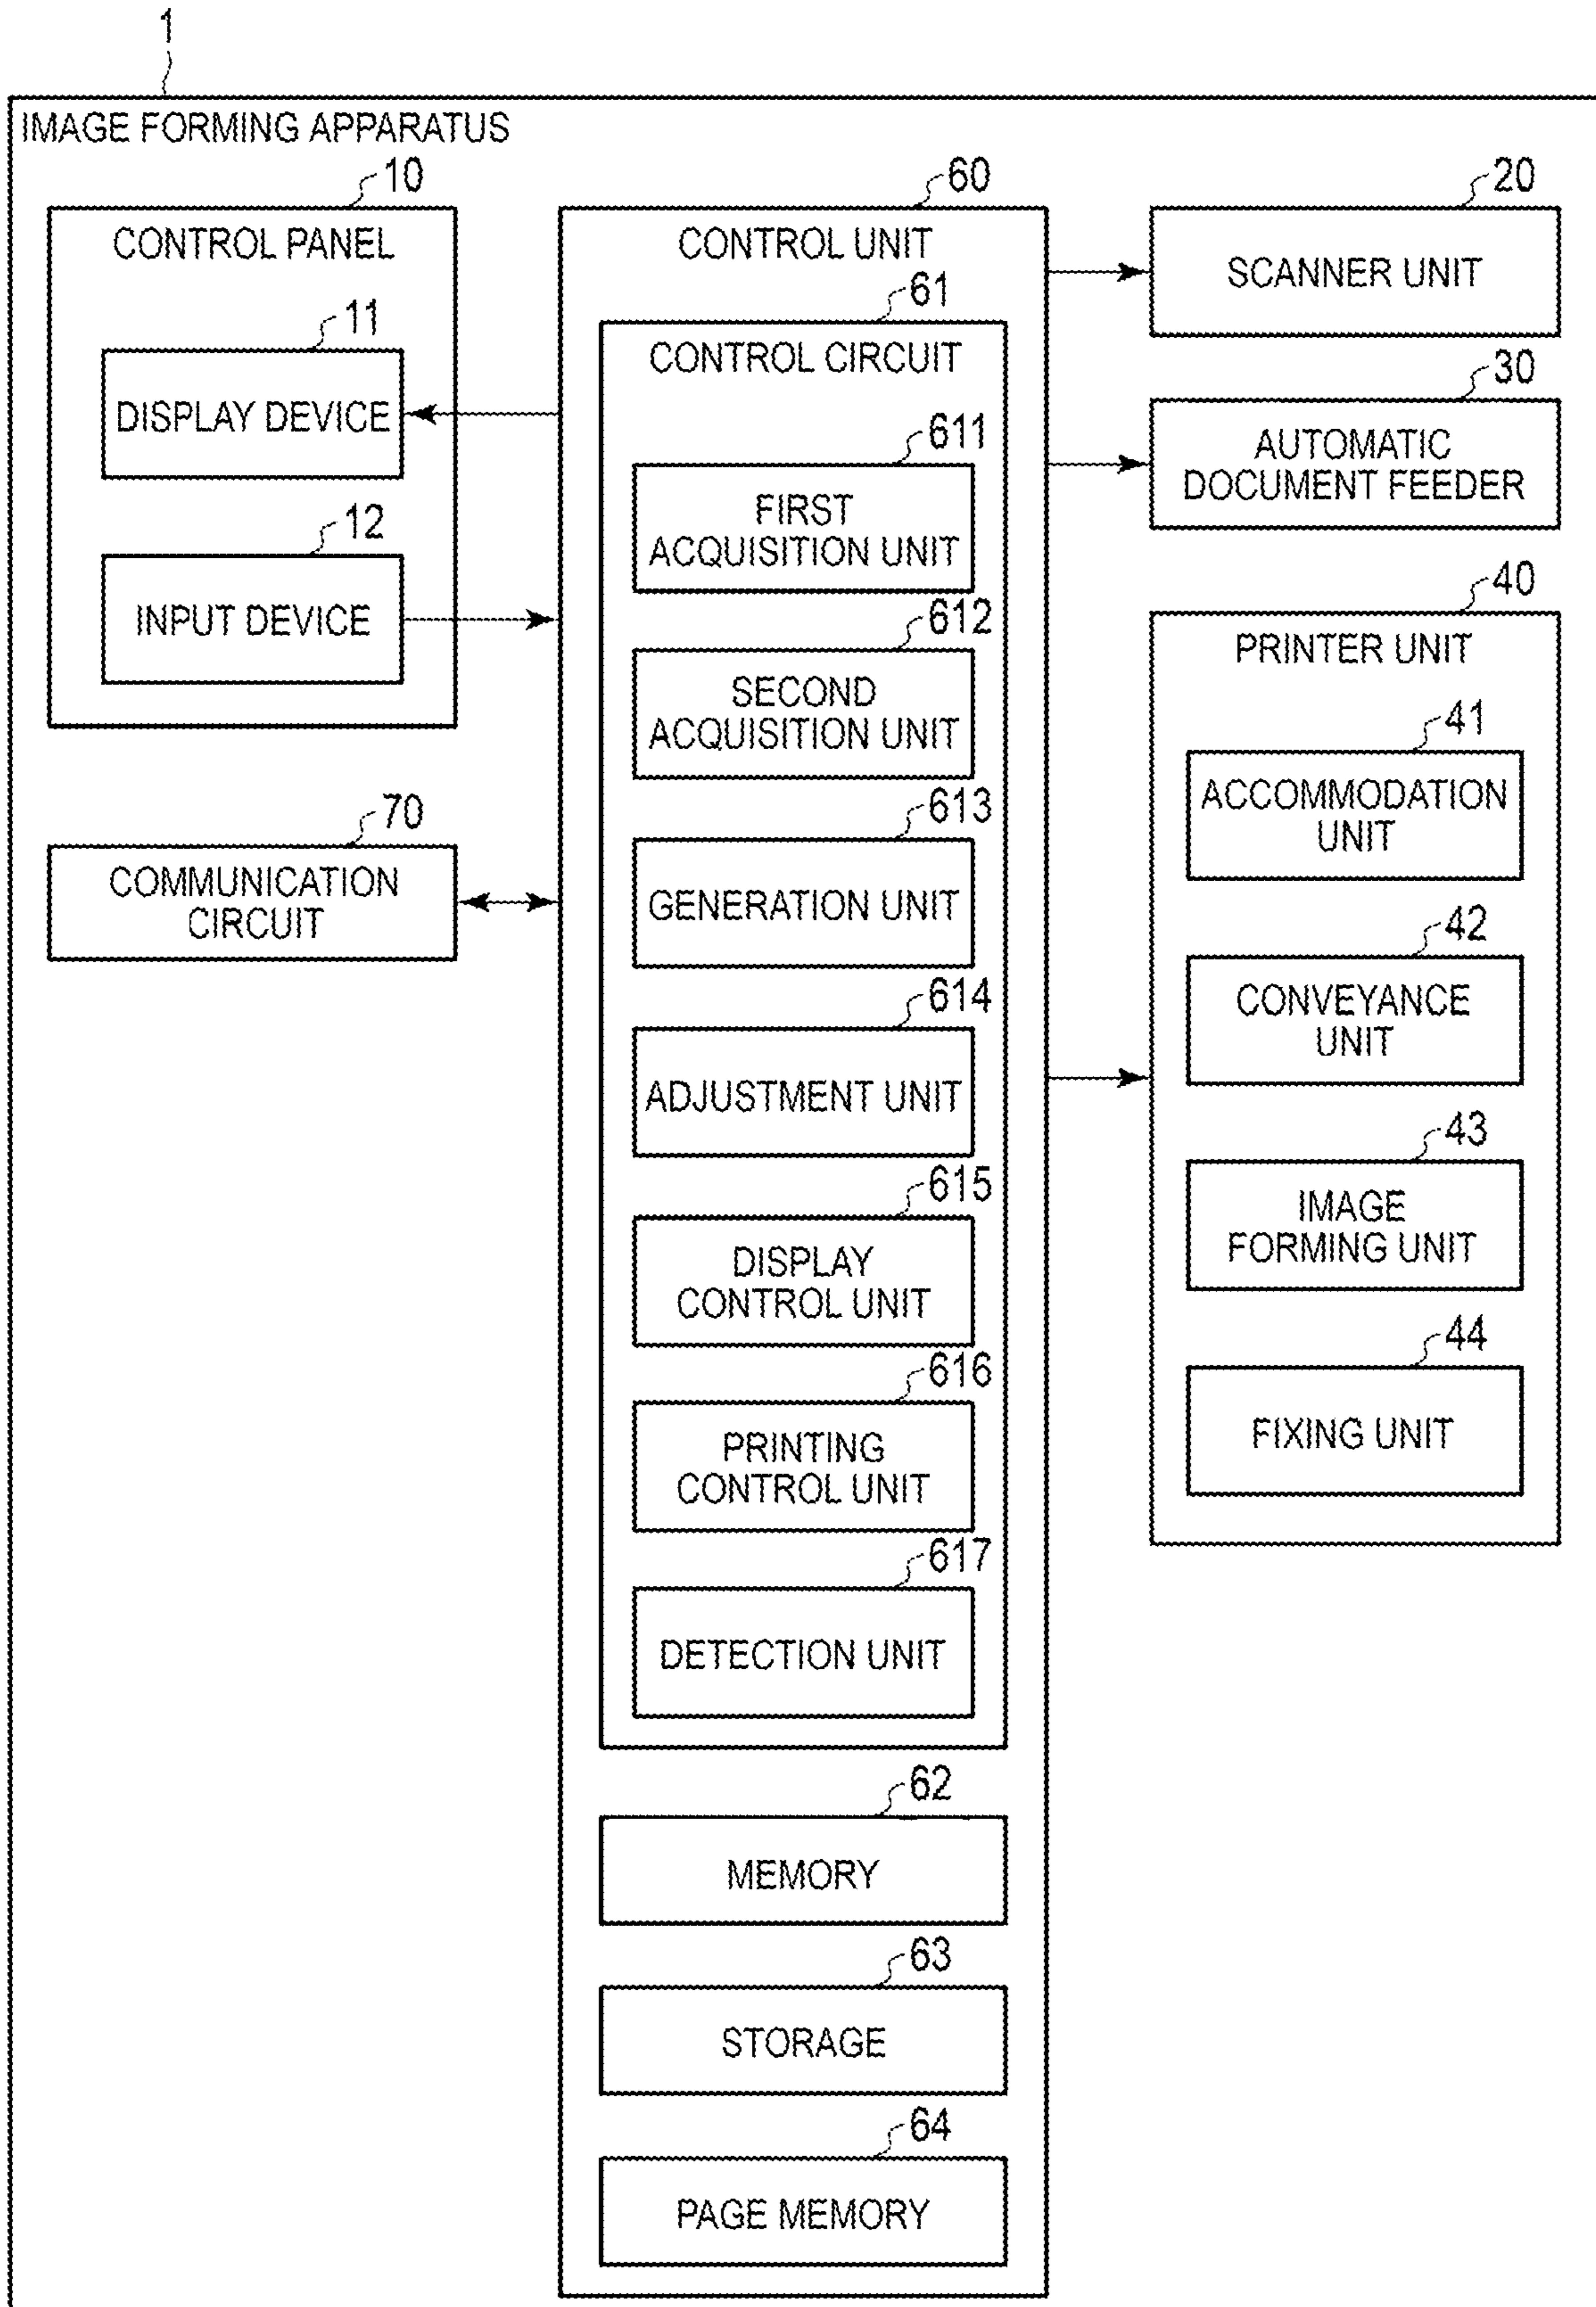 1
IMAGE FORMING APPARATUS
10
CONTROL PANEL
11
DISPLAY DEVICE
12
INPUT DEVICE
70
COMMUNICATION
CIRCUIT
60
CONTROL UNIT
61
CONTROL CIRCUIT
611
FIRST
ACQUISITION UNIT
612
SECOND
ACQUISITION UNIT
613
GENERATION UNIT
614
ADJUSTMENT UNIT
615
DISPLAY
CONTROL UNIT
616
PRINTING
CONTROL UNIT
617
DETECTION UNIT
62
MEMORY
63
STORAGE
64
PAGE MEMORY
20
SCANNER UNIT
30
AUTOMATIC
DOCUMENT FEEDER
40
PRINTER UNIT
41
ACCOMMODATION
UNIT
42
CONVEYANCE
UNIT
43
IMAGE
FORMING UNIT
44
FIXING UNIT